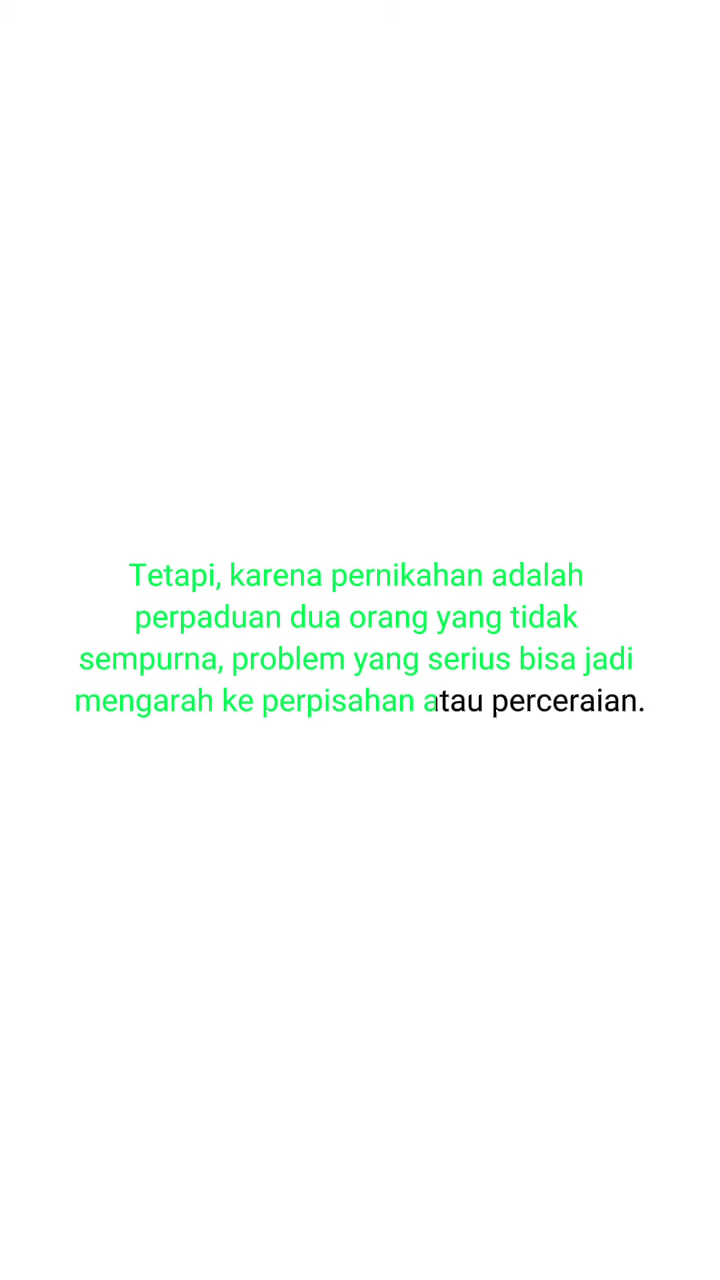 Tetapi, karena pernikahan adalah
perpaduan dua orang yang tidak
sempurna, problem yang serius bisa jadi
mengarah ke perpisahan atau perceraian.